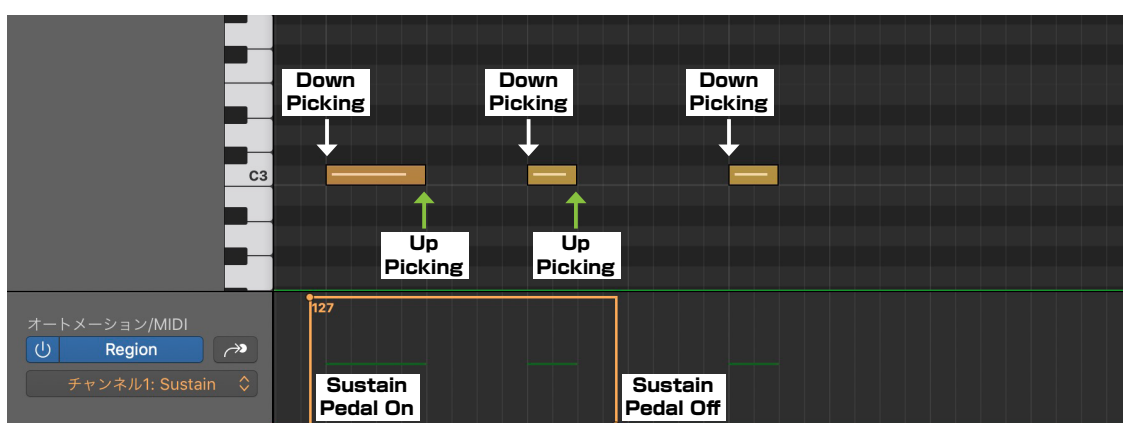 Down
Picking
Down
Picking
Down
Picking
C3
Up
Picking
Up
Picking
127
オートメーション/MIDI
Region
チャンネル1: Sustain
Sustain
Pedal On
Sustain
Pedal Off